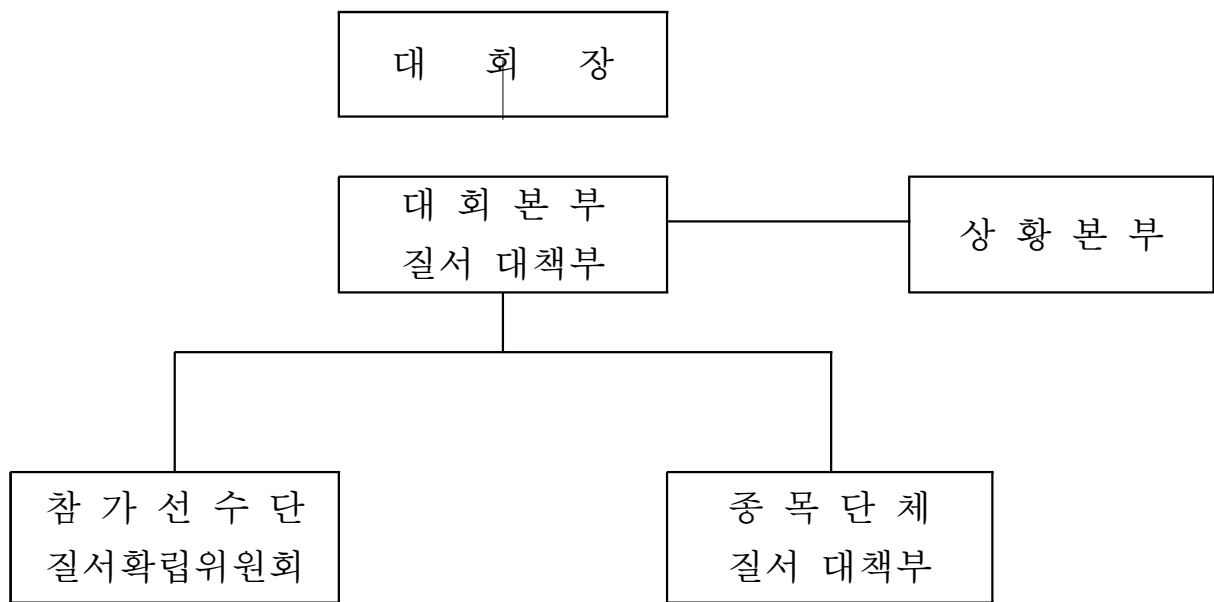 대 회 장
대 회 본 부
질서 대책부
상 황 본 부
참 가 선 수 단
질서확립위원회
종 목 단 체
질서 대책부